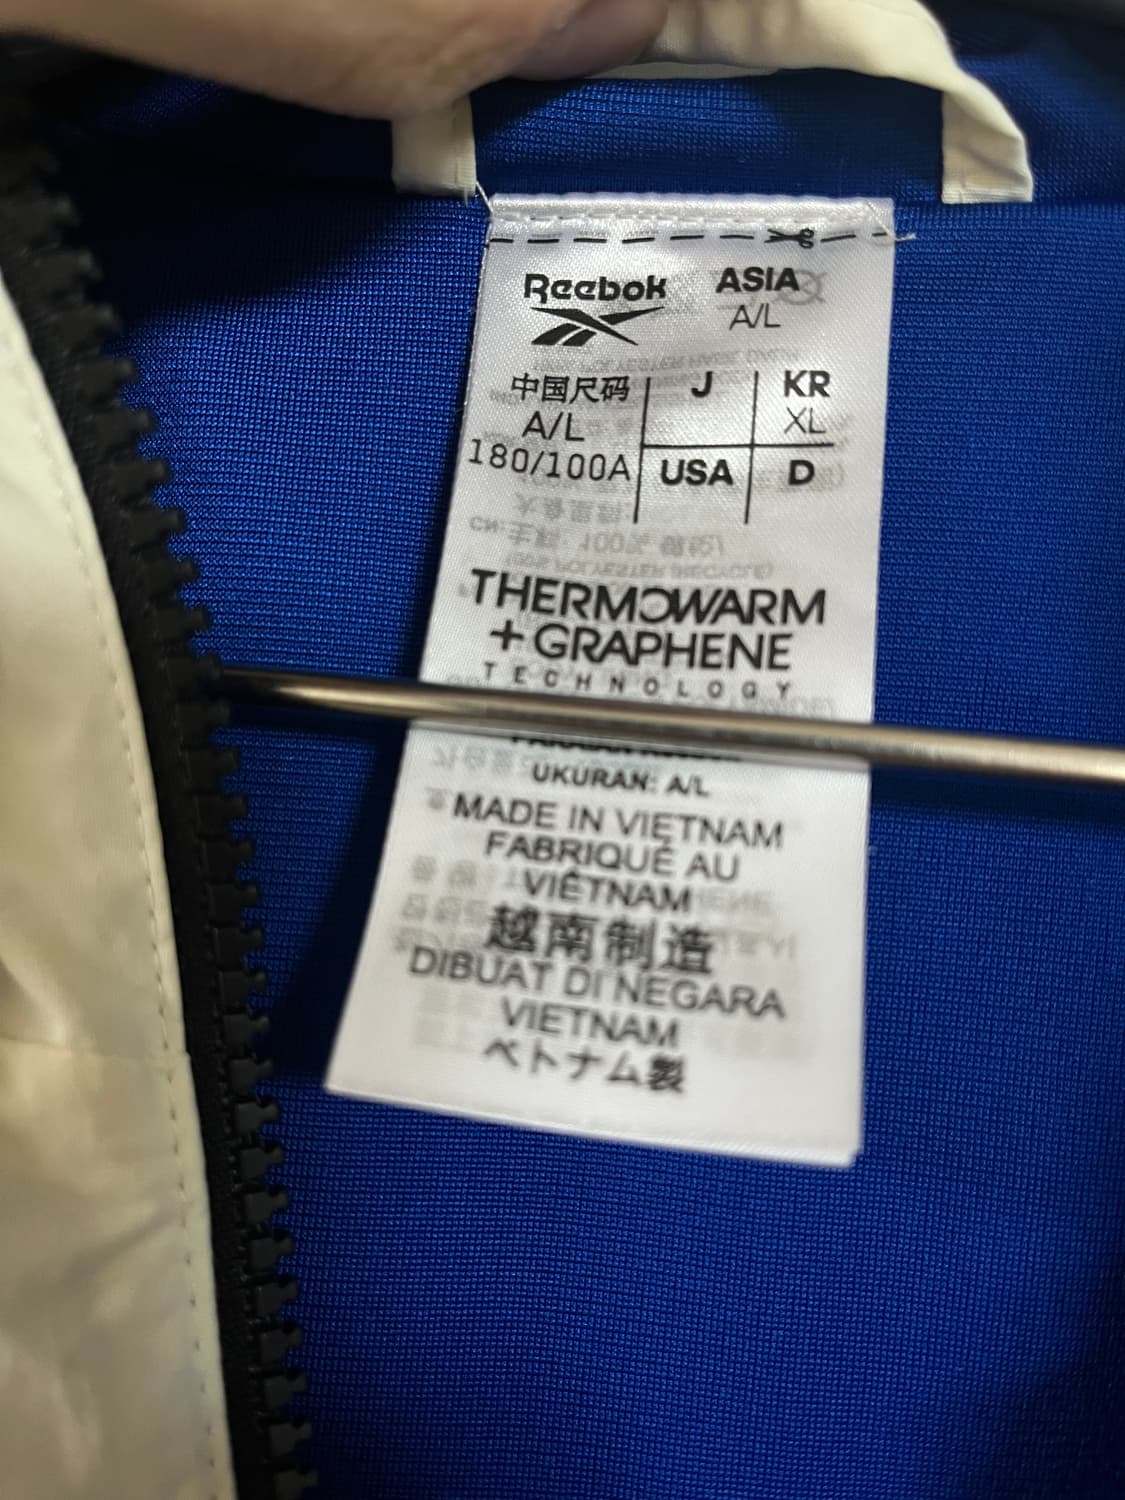 Reebok
ASIA
A/L
中国尺码
A/L
180/100A
J
KR
XL
USA
D
THERMOWARM
+GRAPHENE
TECHNOLOGY
UKURAN: A/L
MADE IN VIETNAM
FABRIQUÉ AU
VIÊTNAM
越南制造
DIBUAT DI NEGARA
VIETNAM
ベトナム製